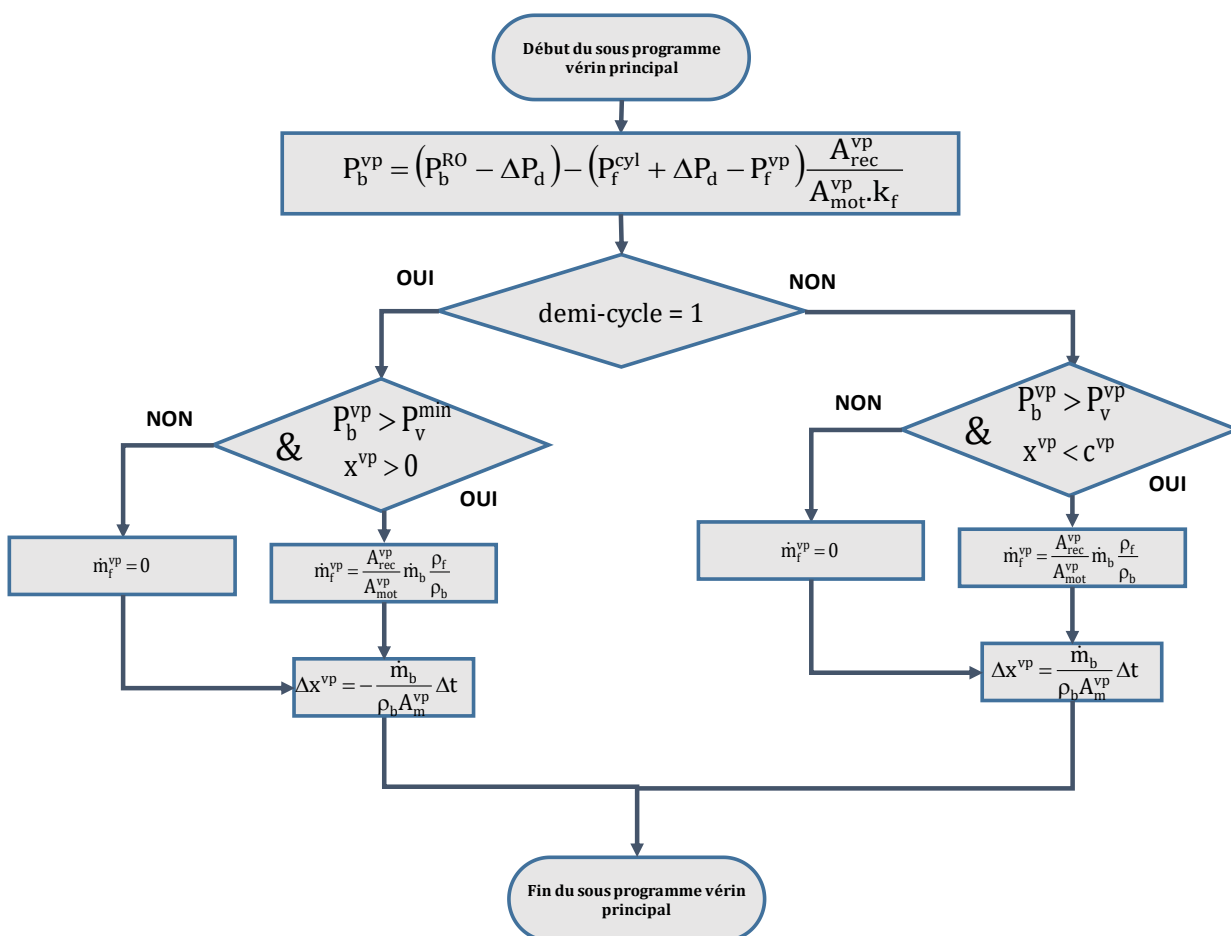 Début du sous programme
vérin principal
P_b^vp = (P_b^RO − ΔP_d) − (P_f^cyl + ΔP_d − P_f^vp) A_rec^vp / A_mot^vp.k_f
OUI
NON
demi-cycle = 1
NON
& P_b^vp > P_v^min
x^vp > 0
OUI
ṁ_f^vp = 0
ṁ_f^vp = A_rec^vp / A_mot^vp ṁ_b ρ_f / ρ_b
Δx^vp = − ṁ_b / ρ_b A_m^vp Δt
NON
& P_b^vp > P_v^vp
x^vp < c^vp
OUI
ṁ_f^vp = 0
ṁ_f^vp = A_rec^vp / A_mot^vp ṁ_b ρ_f / ρ_b
Δx^vp = ṁ_b / ρ_b A_m^vp Δt
Fin du sous programme vérin
principal